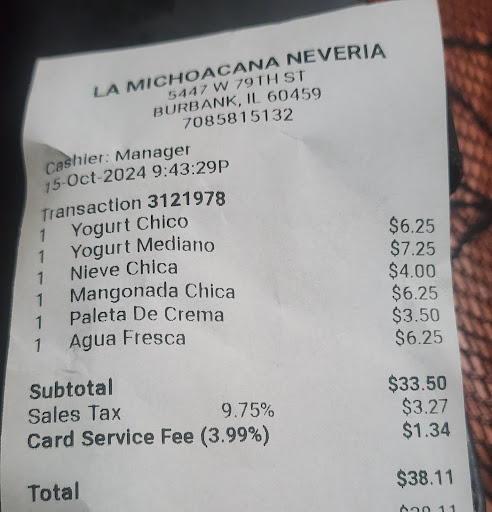 LA MICHOACANA NEVERIA
5447 W 79TH ST
BURBANK, IL 60459
7085815132
Cashier: Manager
15-Oct-2024 9:43:29P
Transaction 3121978
1 Yogurt Chico $6.25
1 Yogurt Mediano $7.25
1 Nieve Chica $4.00
1 Mangonada Chica $6.25
1 Paleta De Crema $3.50
1 Agua Fresca $6.25
Subtotal $33.50
Sales Tax 9.75% $3.27
Card Service Fee (3.99%) $1.34
Total $38.11